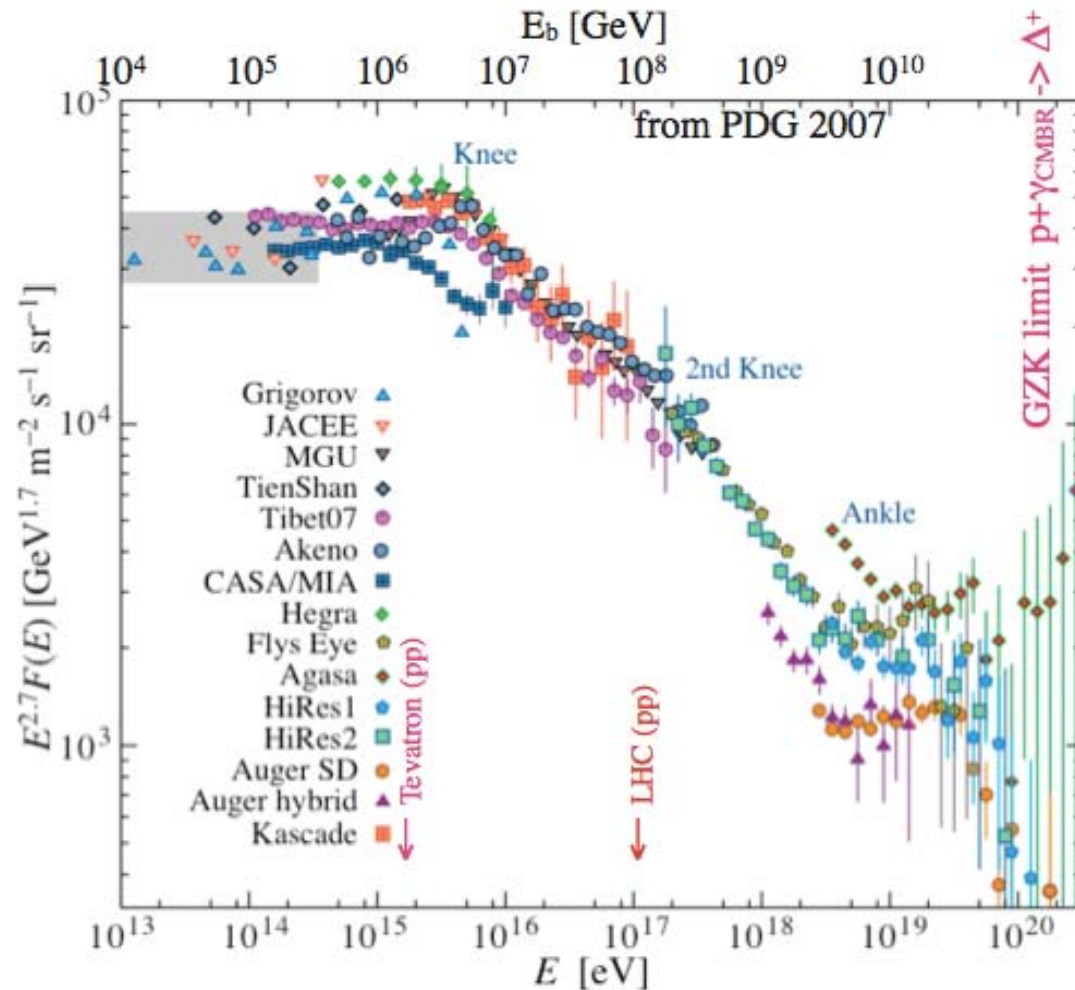 E_b [GeV]
10^4 10^5 10^6 10^7 10^8 10^9 10^10
from PDG 2007
Knee
2nd Knee
Ankle
GZK limit p+γ_CMBR -> Δ^+
10^5
10^4
10^3
E^2.7F(E) [GeV^1.7 m^−2 s^−1 sr^−1]
Grigorov
JACEE
MGU
TienShan
Tibet07
Akeno
CASA/MIA
Hegra
Flys Eye
Agasa
HiRes1
HiRes2
Auger SD
Auger hybrid
Kascade
Tevatron (pp)
LHC (pp)
10^13 10^14 10^15 10^16 10^17 10^18 10^19 10^20
E [eV]